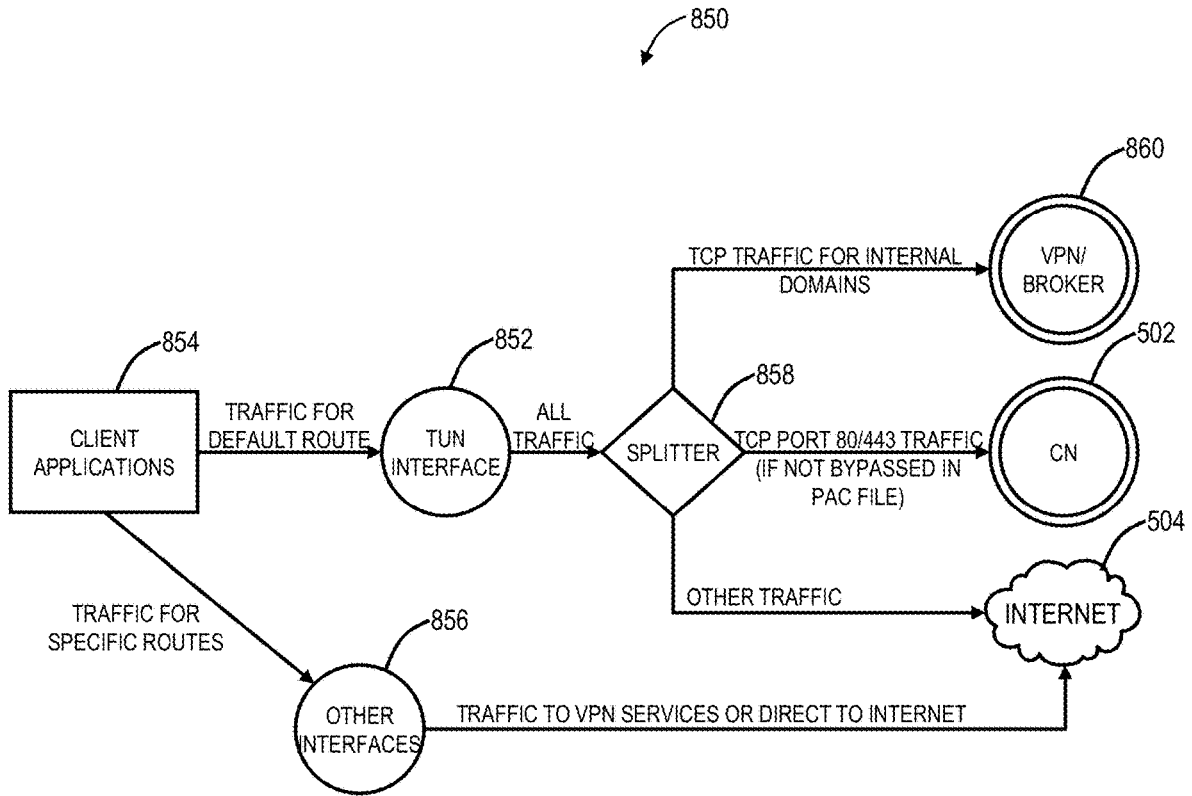 850
860
VPN/
BROKER
TCP TRAFFIC FOR INTERNAL
DOMAINS
502
854
852
858
CLIENT
APPLICATIONS
TRAFFIC FOR
DEFAULT ROUTE
TUN
INTERFACE
ALL
TRAFFIC
SPLITTER
TCP PORT 80/443 TRAFFIC
(IF NOT BYPASSED IN
PAC FILE)
CN
504
OTHER TRAFFIC
INTERNET
TRAFFIC FOR
SPECIFIC ROUTES
856
OTHER
INTERFACES
TRAFFIC TO VPN SERVICES OR DIRECT TO INTERNET